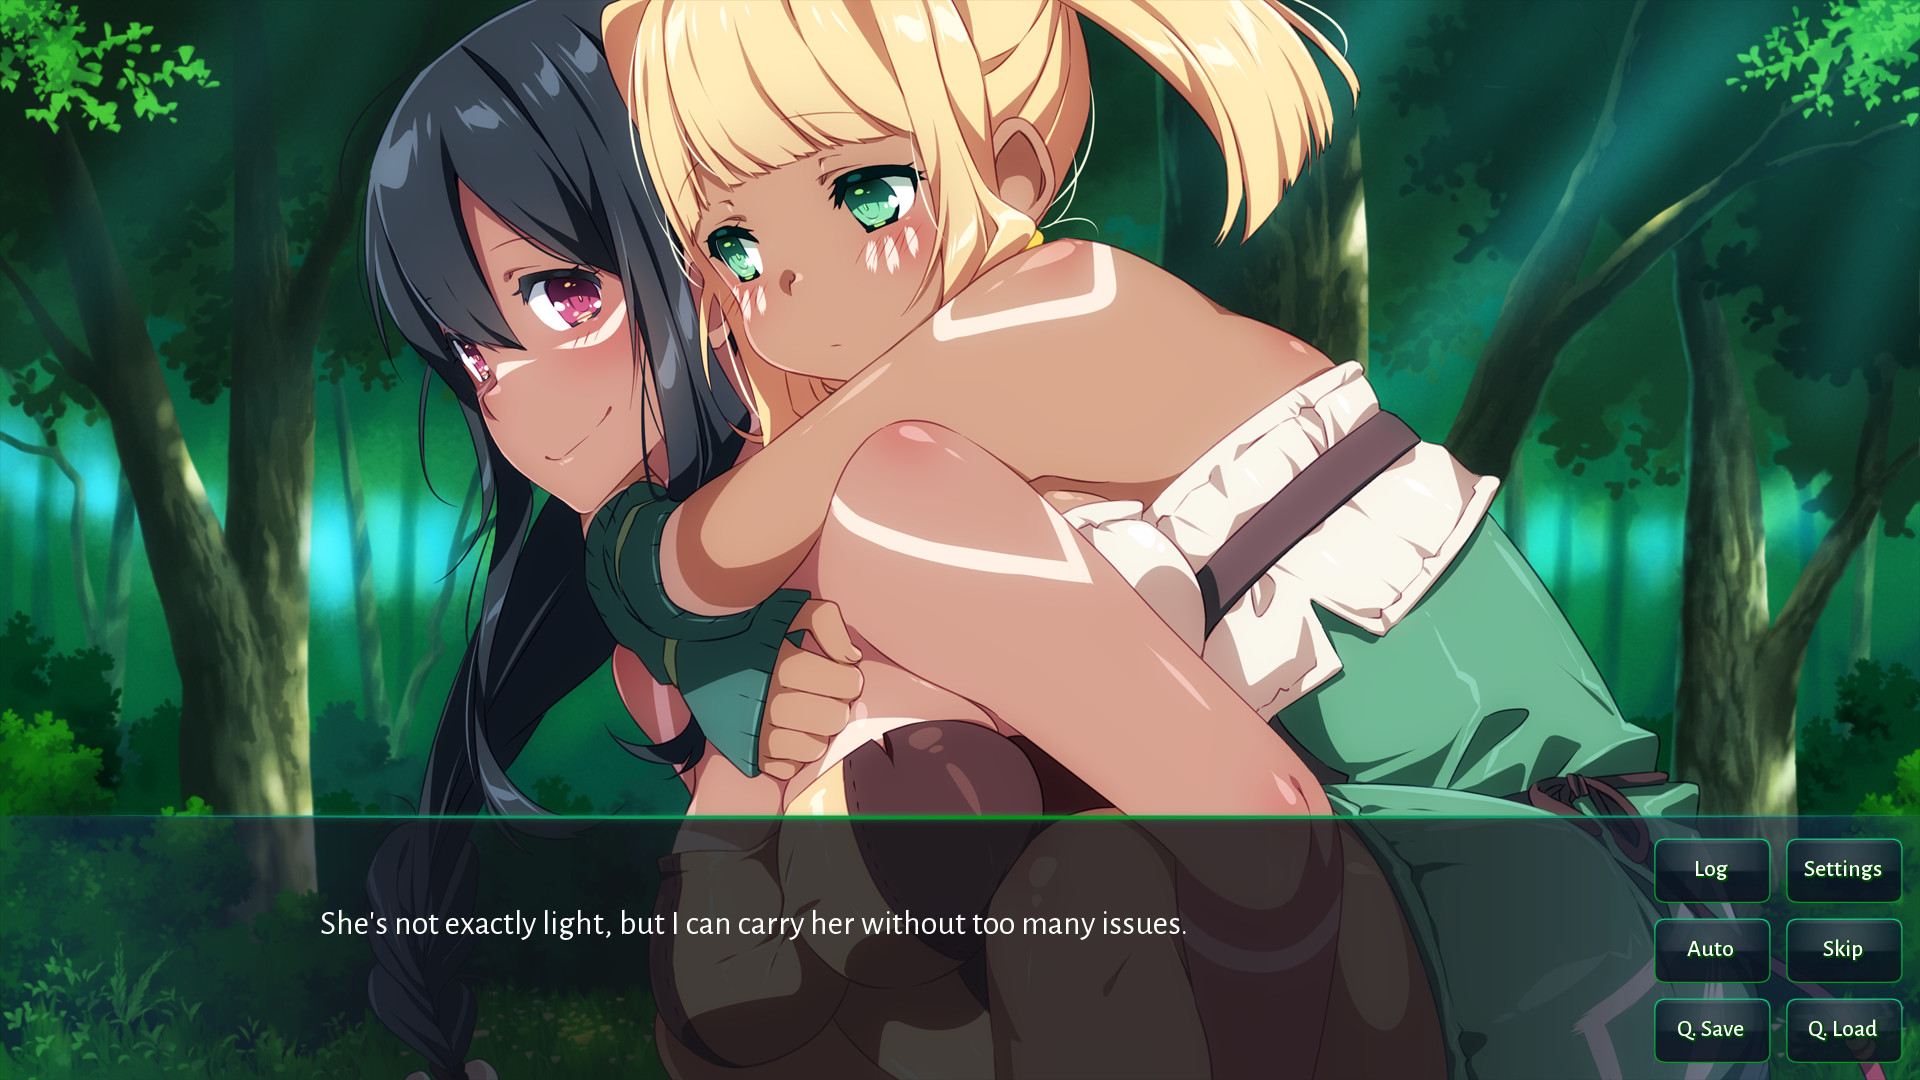 She's not exactly light, but I can carry her without too many issues.
Log
Settings
Auto
Skip
Q. Save
Q. Load